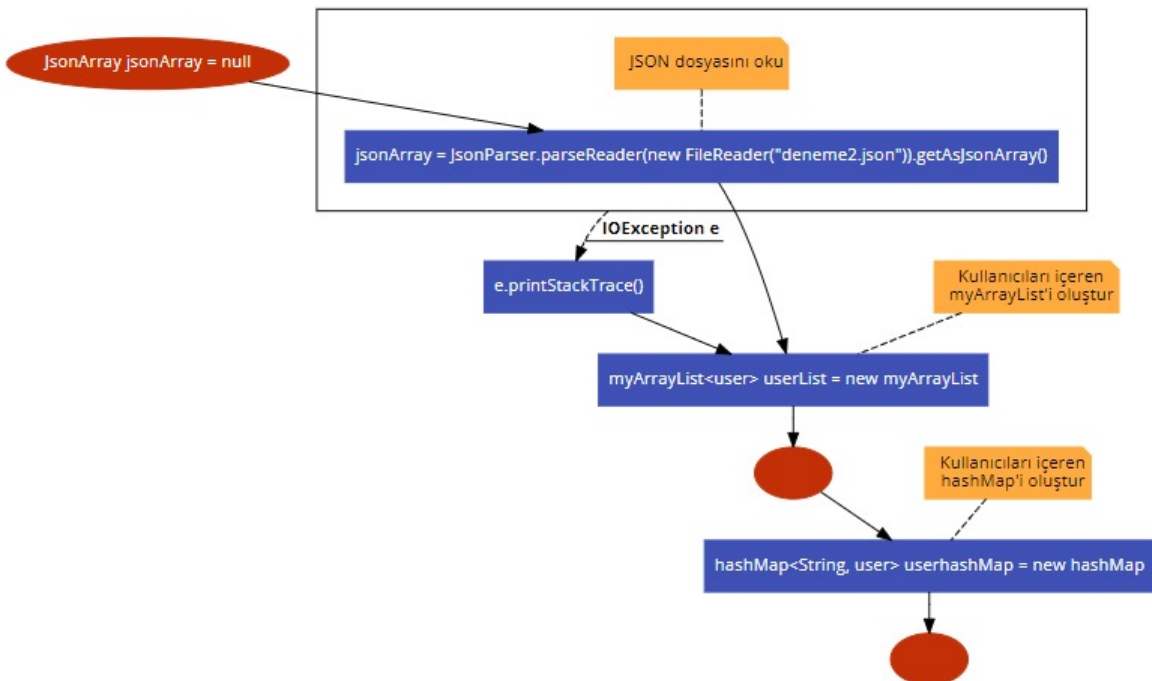 JsonArray jsonArray = null
JSON dosyasını oku
jsonArray = JsonParser.parseReader(new FileReader("deneme2.json")).getAsJsonArray()
IOException e
e.printStackTrace()
Kullanıcıları içeren
myArrayList'i oluştur
myArrayList<user> userList = new myArrayList
Kullanıcıları içeren
hashMap'i oluştur
hashMap<String, user> userhashMap = new hashMap